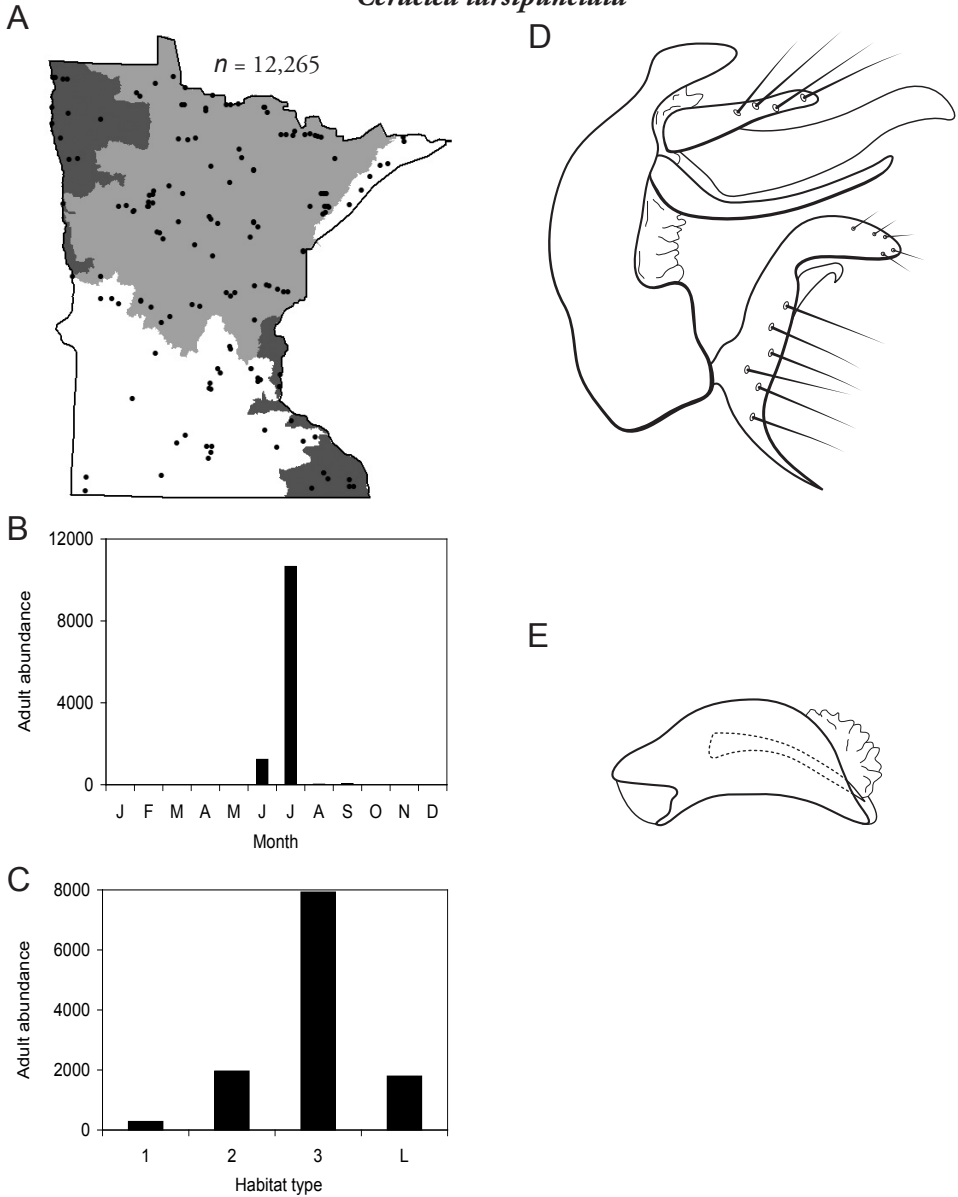 Ceraclea tarsipunctata
A
n = 12,265
D
B
12000
8000
4000
0
Adult abundance
J F M A M J J A S O N D
Month
E
C
8000
6000
4000
2000
0
Adult abundance
1 2 3 L
Habitat type